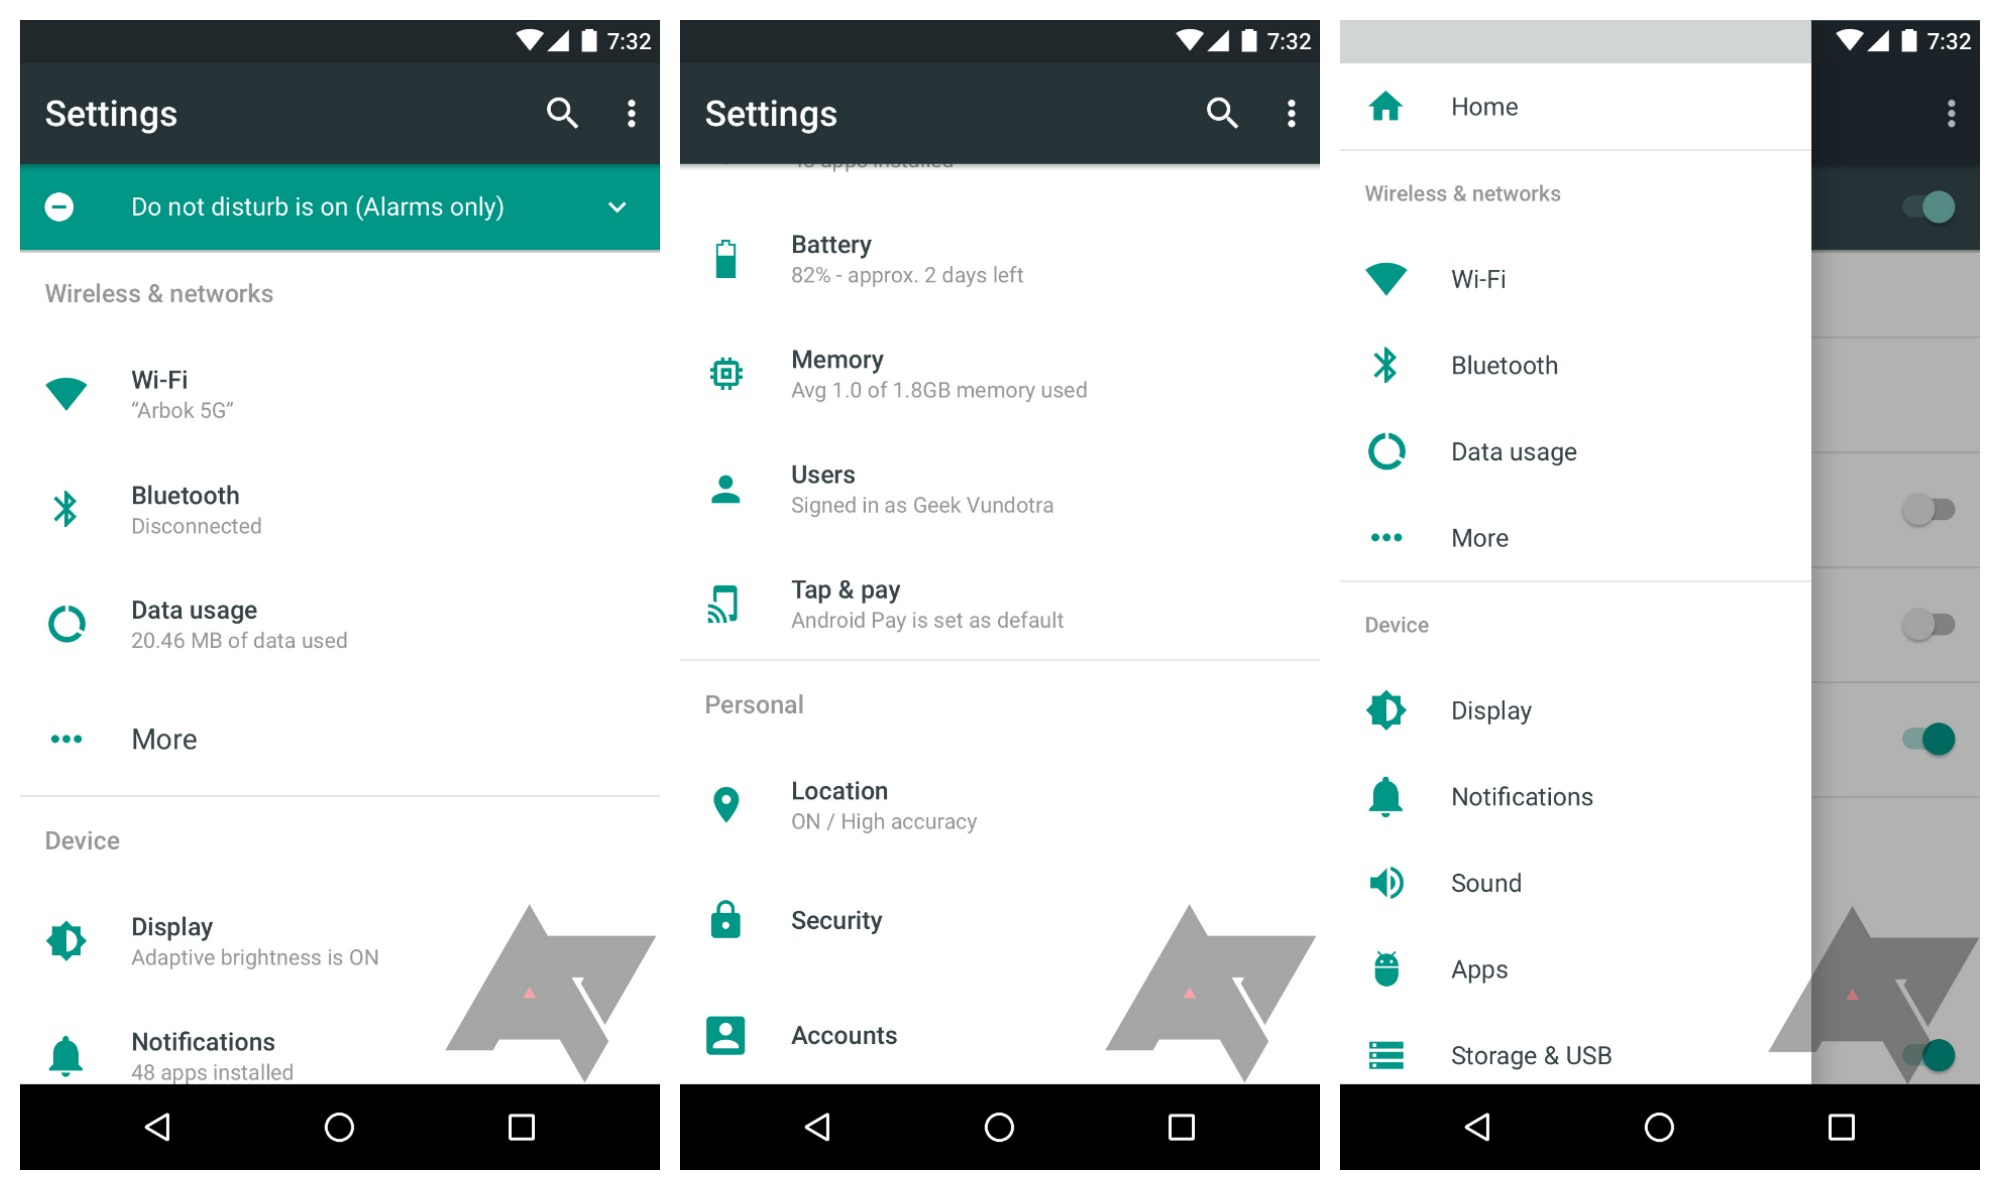 7:32
Settings
Do not disturb is on (Alarms only)
Wireless & networks
Wi-Fi
“Arbok 5G”
Bluetooth
Disconnected
Data usage
20.46 MB of data used
More
Device
Display
Adaptive brightness is ON
Notifications
48 apps installed
7:32
Settings
48 apps installed
Battery
82% - approx. 2 days left
Memory
Avg 1.0 of 1.8GB memory used
Users
Signed in as Geek Vundotra
Tap & pay
Android Pay is set as default
Personal
Location
ON / High accuracy
Security
Accounts
7:32
Home
Wireless & networks
Wi-Fi
Bluetooth
Data usage
More
Device
Display
Notifications
Sound
Apps
Storage & USB